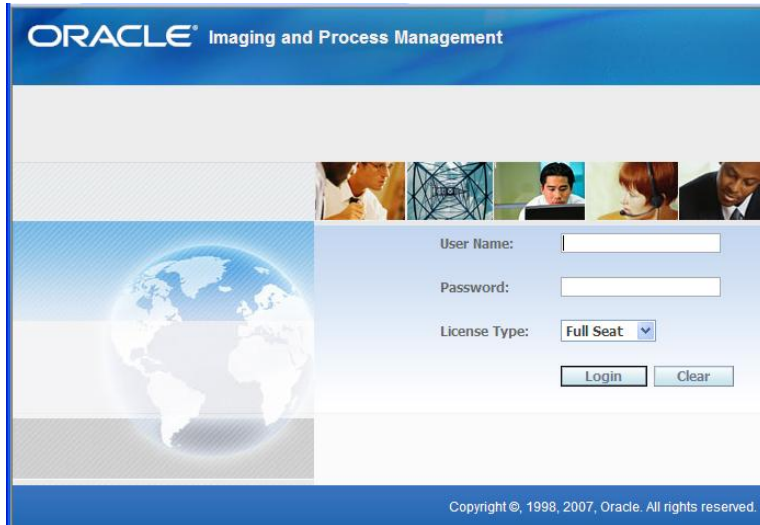 ORACLE® Imaging and Process Management
User Name:
Password:
License Type: Full Seat
Login Clear
Copyright ©, 1998, 2007, Oracle. All rights reserved.